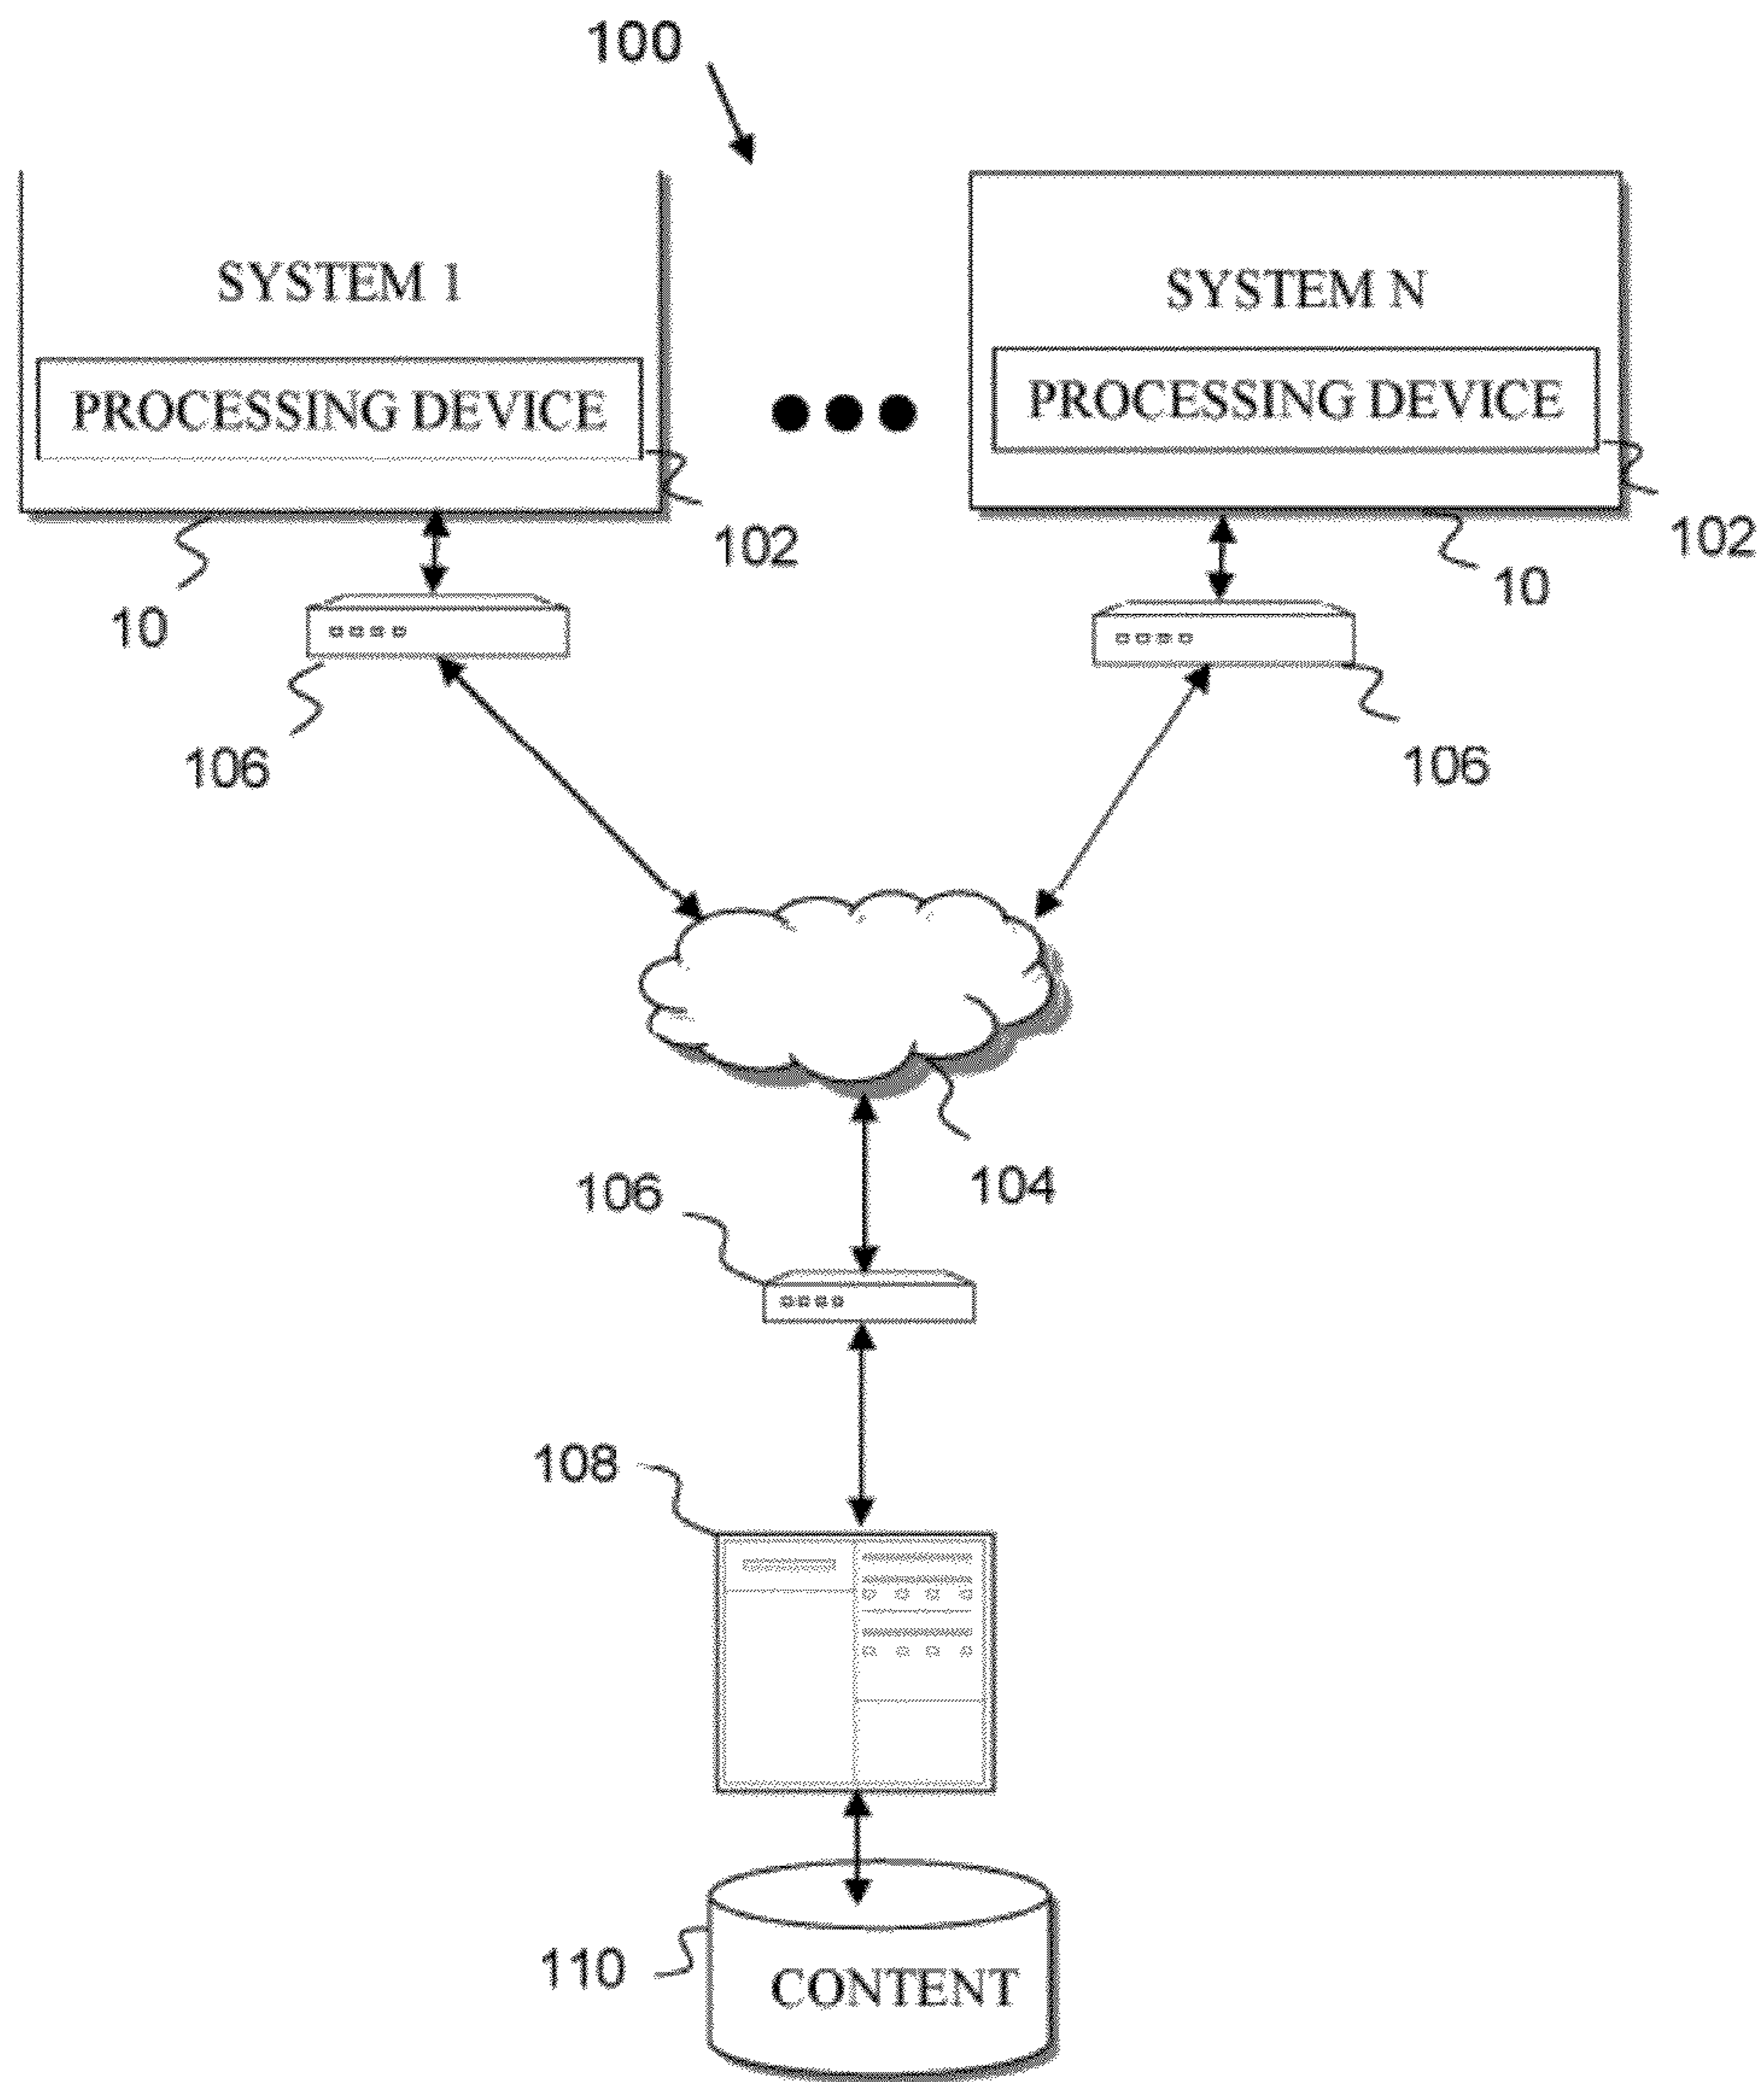 100
SYSTEM 1
PROCESSING DEVICE
102
10
106
SYSTEM N
PROCESSING DEVICE
102
10
106
104
106
108
110
CONTENT